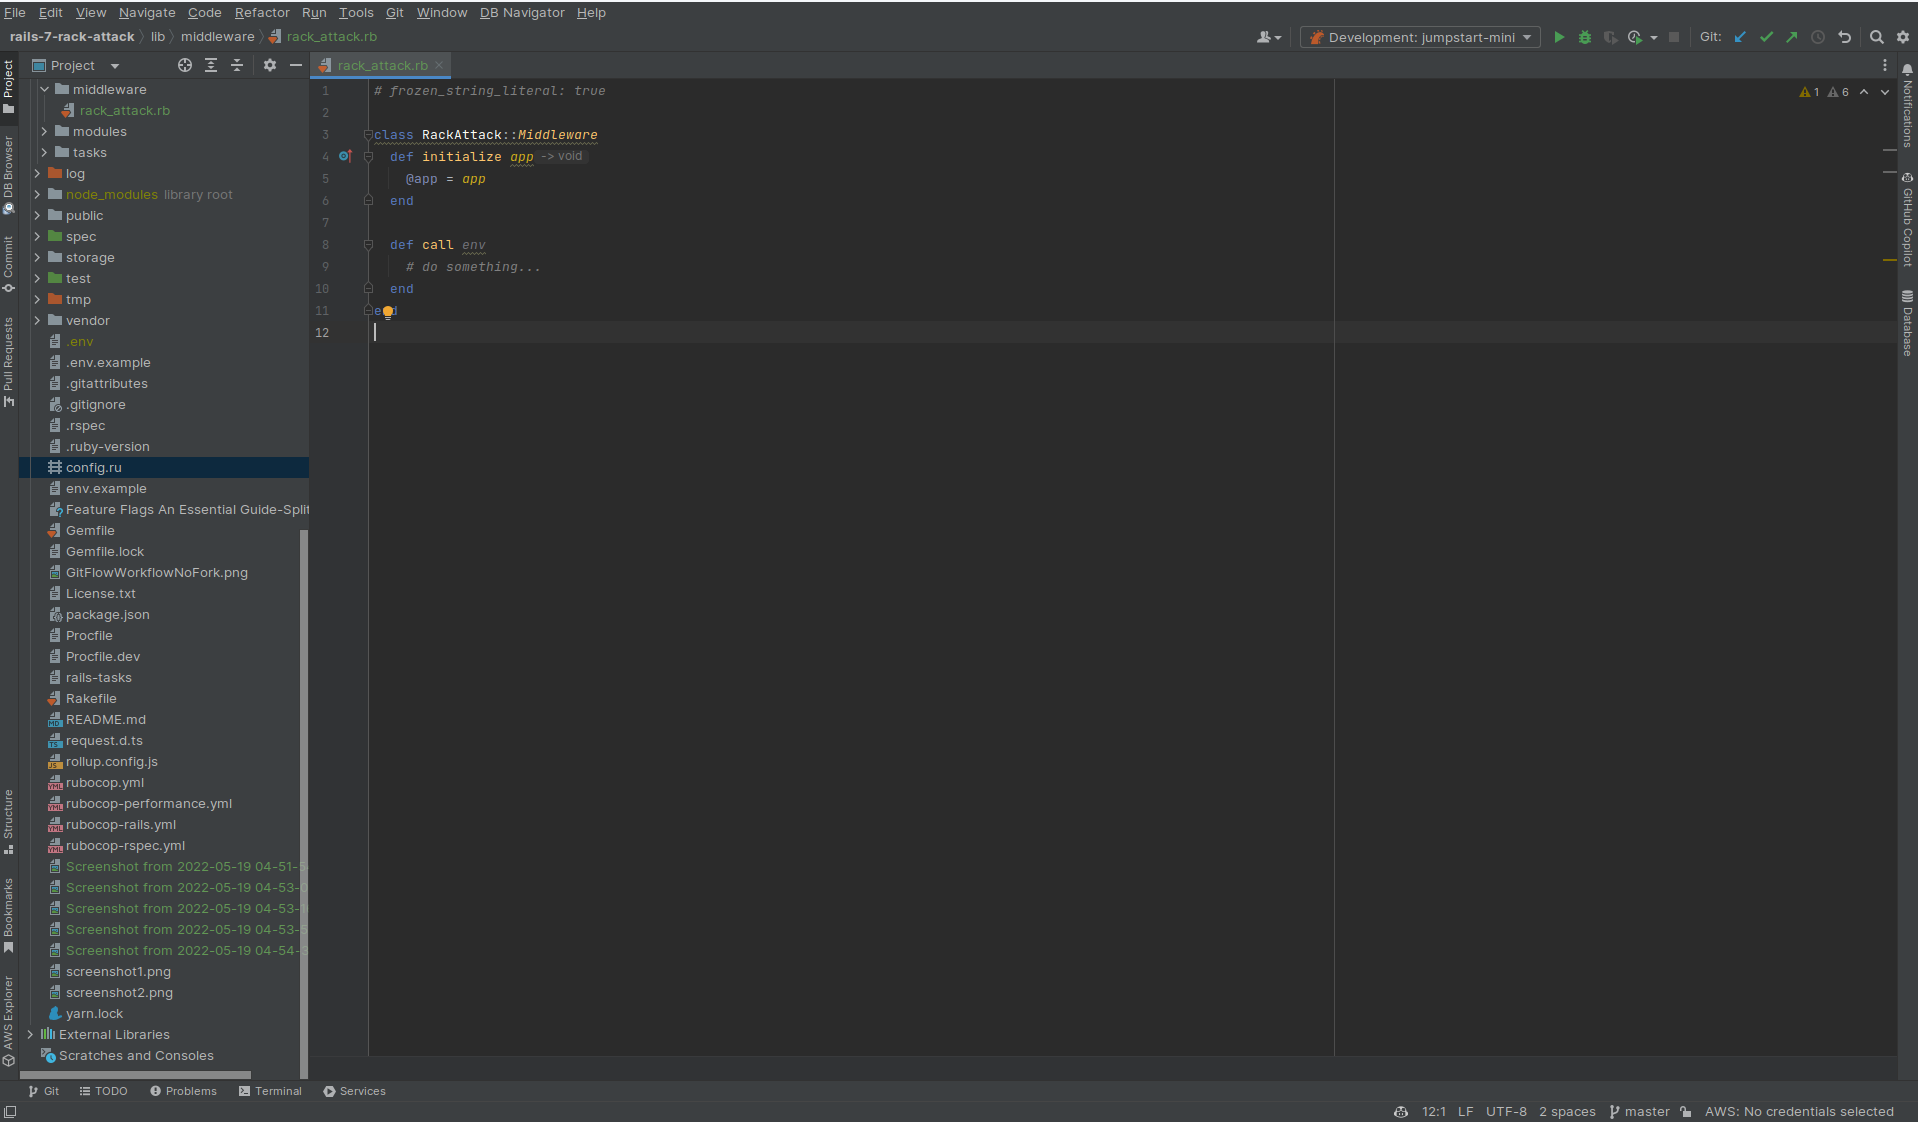 File Edit View Navigate Code Refactor Run Tools Git Window DB Navigator Help
rails-7-rack-attack lib middleware rack_attack.rb
Development: jumpstart-mini
Git:
Project
rack_attack.rb
Project
DB Browser
Commit
Pull Requests
Structure
Bookmarks
AWS Explorer
middleware
rack_attack.rb
modules
tasks
log
node_modules library root
public
spec
storage
test
tmp
vendor
.env
.env.example
.gitattributes
.gitignore
.rspec
.ruby-version
config.ru
env.example
Feature Flags An Essential Guide-Split
Gemfile
Gemfile.lock
GitFlowWorkflowNoFork.png
License.txt
package.json
Procfile
Procfile.dev
rails-tasks
Rakefile
README.md
request.d.ts
rollup.config.js
rubocop.yml
rubocop-performance.yml
rubocop-rails.yml
rubocop-rspec.yml
Screenshot from 2022-05-19 04-51-5
Screenshot from 2022-05-19 04-53-
Screenshot from 2022-05-19 04-53-1
Screenshot from 2022-05-19 04-53-5
Screenshot from 2022-05-19 04-54-3
screenshot1.png
screenshot2.png
yarn.lock
External Libraries
Scratches and Consoles
1 # frozen_string_literal: true
2
3 class RackAttack::Middleware
4 def initialize app -> void
5 @app = app
6 end
7
8 def call env
9 # do something...
10 end
11 end
12
1 6
Notifications
GitHub Copilot
Database
Git TODO Problems Terminal Services
12:1 LF UTF-8 2 spaces master AWS: No credentials selected